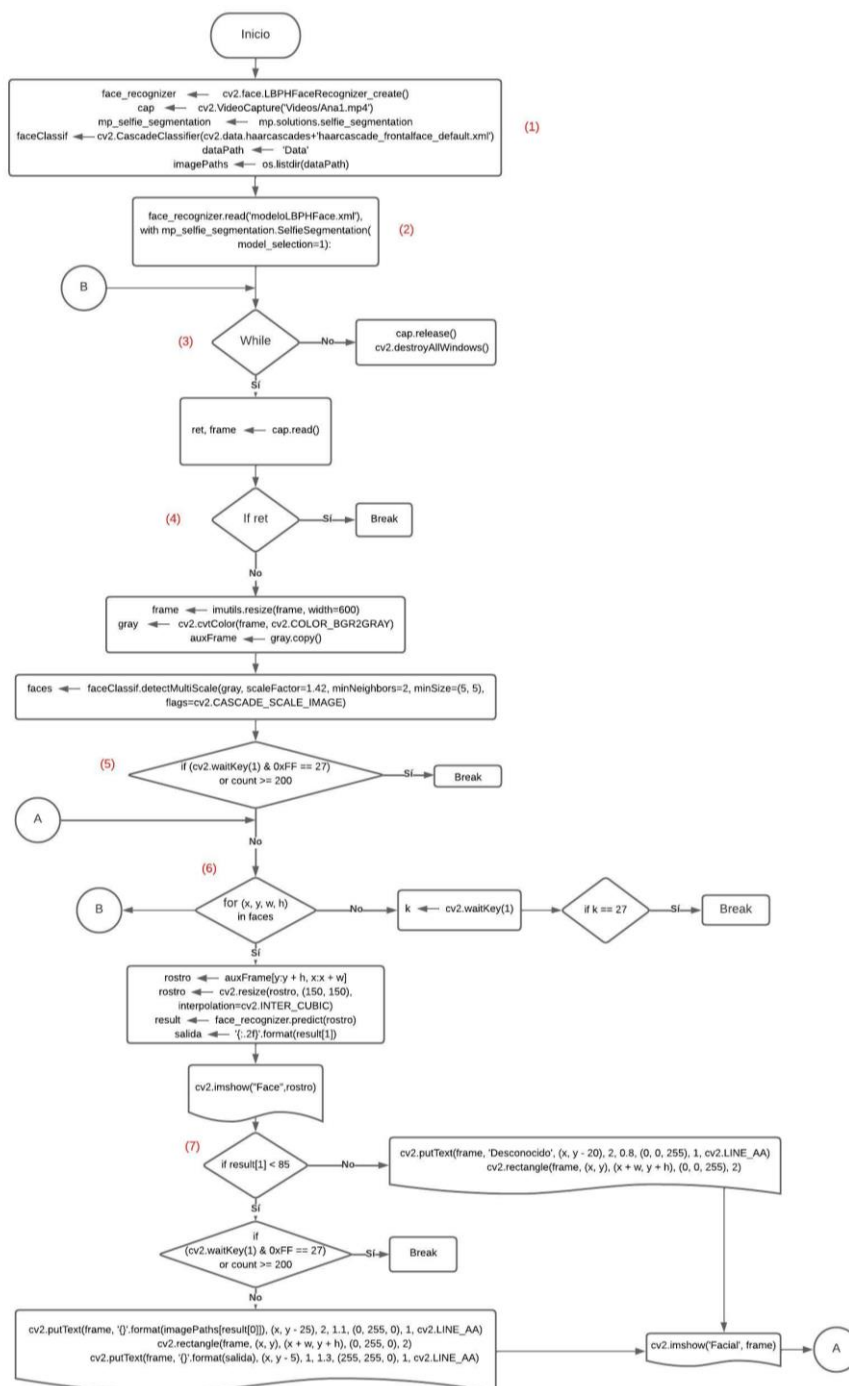 Inicio
face_recognizer cv2.face.LBPHFaceRecognizer_create()
cap cv2.VideoCapture('Videos/Ana1.mp4')
mp_selfie_segmentation mp.solutions.selfie_segmentation
faceClassif cv2.CascadeClassifier(cv2.data.haarcascades+'haarcascade_frontalface_default.xml')
dataPath 'Data'
imagePaths os.listdir(dataPath)
(1)
face_recognizer.read('modeloLBPHFace.xml'),
with mp_selfie_segmentation.SelfieSegmentation(
model_selection=1):
(2)
B
(3)
While
No
cap.release()
cv2.destroyAllWindows()
Sí
ret, frame cap.read()
(4)
If ret
Sí
Break
No
frame imutils.resize(frame, width=600)
gray cv2.cvtColor(frame, cv2.COLOR_BGR2GRAY)
auxFrame gray.copy()
faces faceClassif.detectMultiScale(gray, scaleFactor=1.42, minNeighbors=2, minSize=(5, 5),
flags=cv2.CASCADE_SCALE_IMAGE)
(5)
if (cv2.waitKey(1) & 0xFF == 27)
or count >= 200
Sí
Break
A
No
(6)
B
for (x, y, w, h)
in faces
No
k cv2.waitKey(1)
if k == 27
Sí
Break
Sí
rostro auxFrame[y:y + h, x:x + w]
rostro cv2.resize(rostro, (150, 150),
interpolation=cv2.INTER_CUBIC)
result face_recognizer.predict(rostro)
salida '{:.2f}'.format(result[1])
cv2.imshow("Face",rostro)
(7)
if result[1] < 85
No
cv2.putText(frame, 'Desconocido', (x, y - 20), 2, 0.8, (0, 0, 255), 1, cv2.LINE_AA)
cv2.rectangle(frame, (x, y), (x + w, y + h), (0, 0, 255), 2)
Sí
if
(cv2.waitKey(1) & 0xFF == 27)
or count >= 200
Sí
Break
No
cv2.putText(frame, '{}'.format(imagePaths[result[0]]), (x, y - 25), 2, 1.1, (0, 255, 0), 1, cv2.LINE_AA)
cv2.rectangle(frame, (x, y), (x + w, y + h), (0, 255, 0), 2)
cv2.putText(frame, '{}'.format(salida), (x, y - 5), 1, 1.3, (255, 255, 0), 1, cv2.LINE_AA)
cv2.imshow('Facial', frame)
A